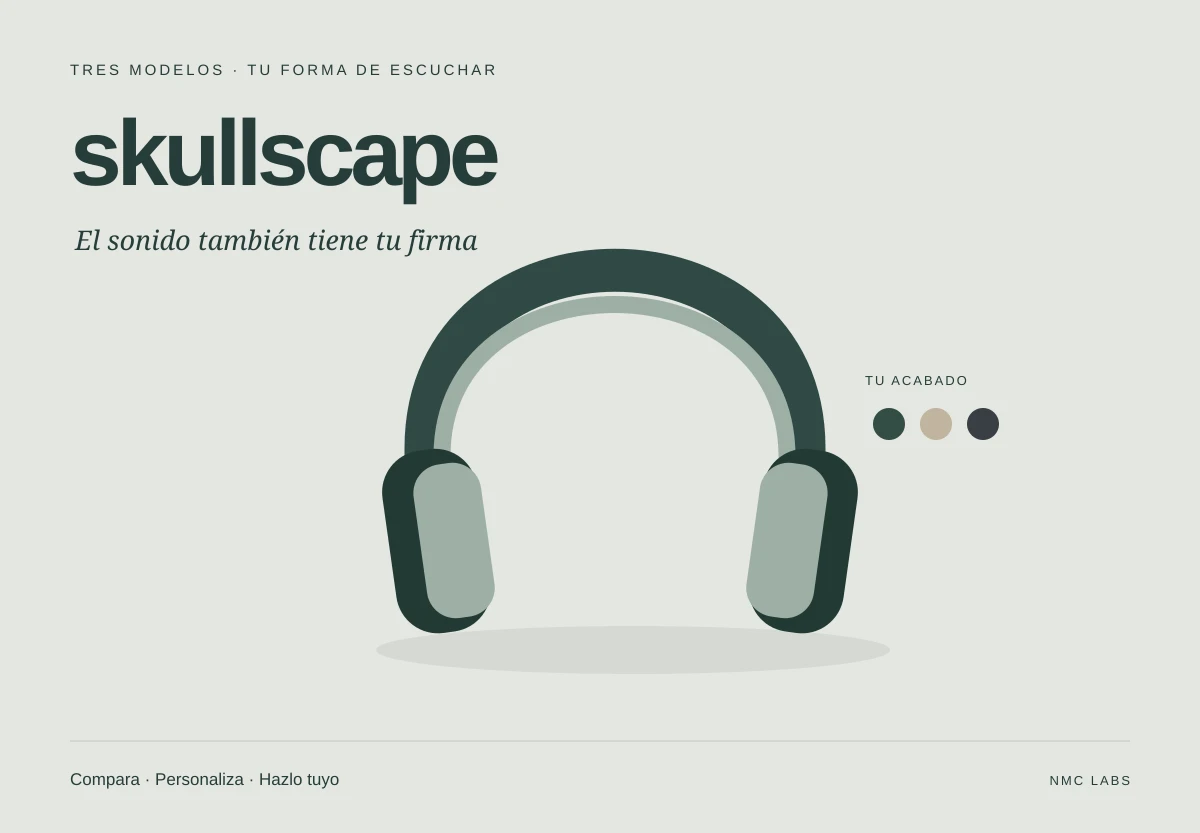 TRES MODELOS · TU FORMA DE ESCUCHAR
skullscape
El sonido también tiene tu firma
TU ACABADO
Compara · Personaliza · Hazlo tuyo
NMC LABS